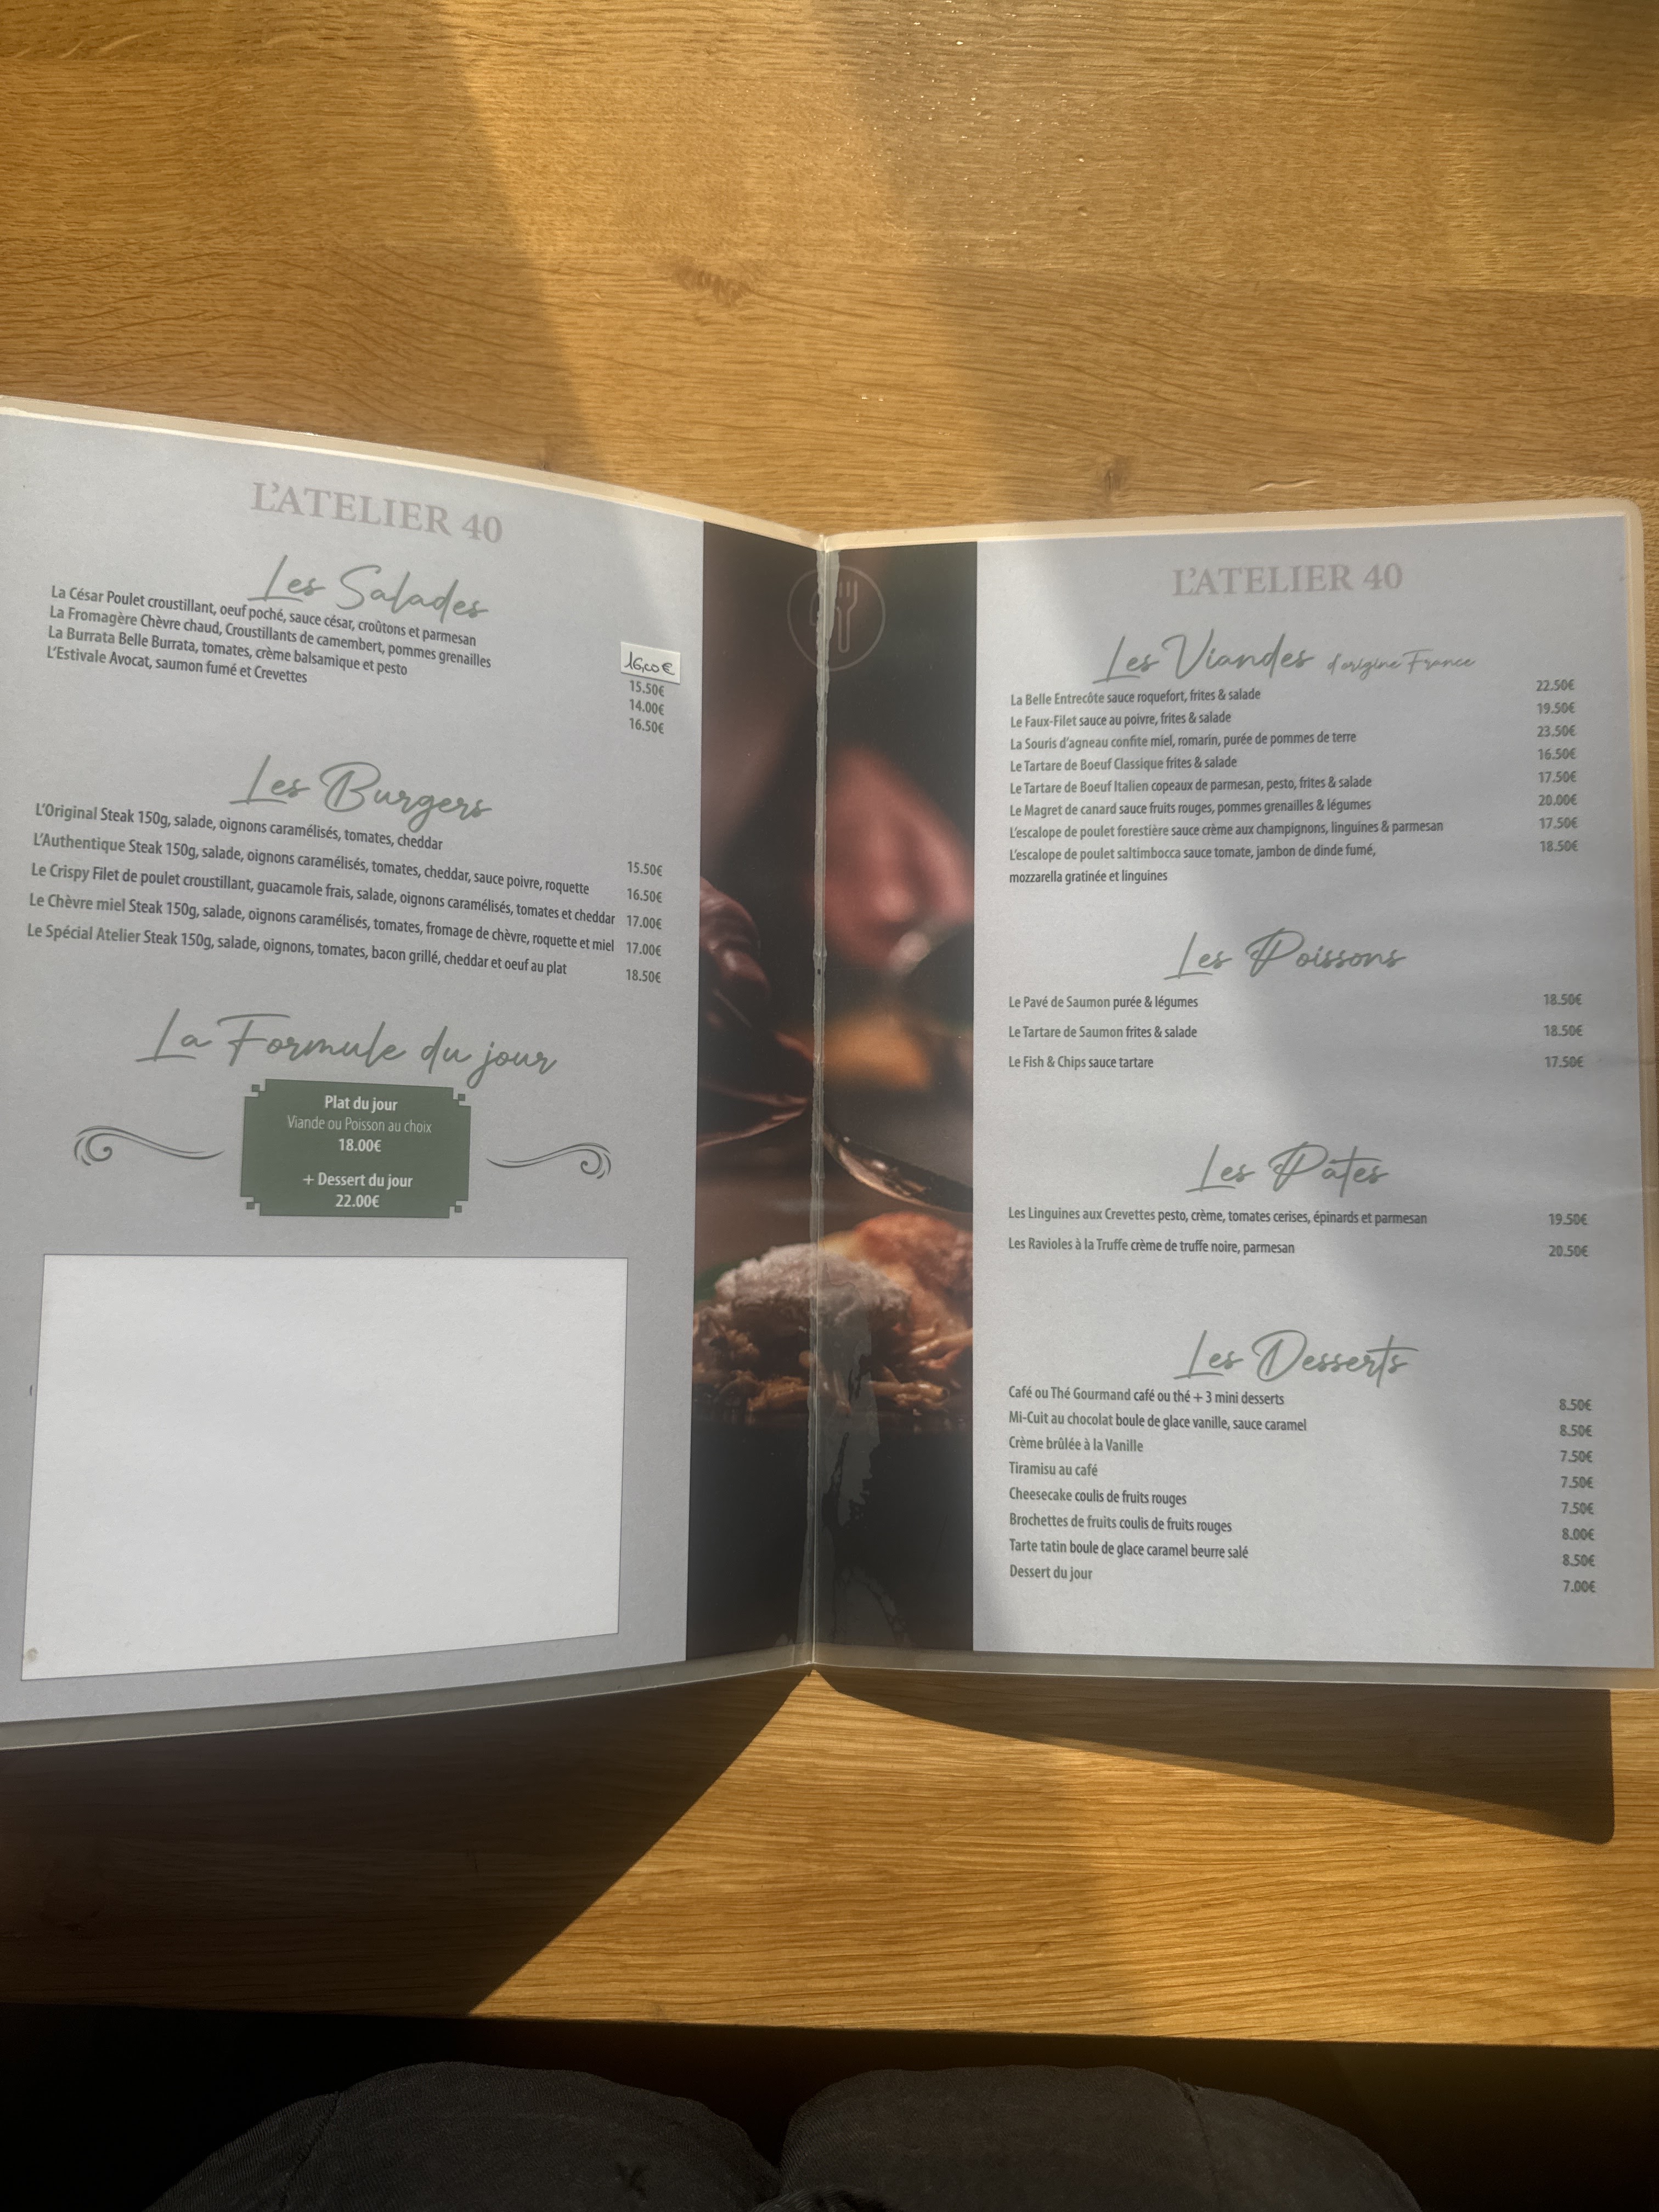 L'ATELIER 40
Les Salades
La César Poulet croustillant, oeuf poché, sauce césar, croûtons et parmesan 16,00€
La Fromagère Chèvre chaud, Croustillants de camembert, pommes grenailles 15.50€
La Burrata Belle Burrata, tomates, crème balsamique et pesto 14.00€
L'Estivale Avocat, saumon fumé et Crevettes 16.50€
Les Burgers
L'Original Steak 150g, salade, oignons caramélisés, tomates, cheddar 15.50€
L'Authentique Steak 150g, salade, oignons caramélisés, tomates, cheddar, sauce poivre, roquette 16.50€
Le Crispy Filet de poulet croustillant, guacamole frais, salade, oignons caramélisés, tomates et cheddar 17.00€
Le Chèvre miel Steak 150g, salade, oignons caramélisés, tomates, fromage de chèvre, roquette et miel 17.00€
Le Spécial Atelier Steak 150g, salade, oignons, tomates, bacon grillé, cheddar et oeuf au plat 18.50€
La Formule du jour
Plat du jour
Viande ou Poisson au choix
18.00€
+ Dessert du jour
22.00€
L'ATELIER 40
Les Viandes d'origine France
La Belle Entrecôte sauce roquefort, frites & salade 22.50€
Le Faux-Filet sauce au poivre, frites & salade 19.50€
La Souris d'agneau confite miel, romarin, purée de pommes de terre 23.50€
Le Tartare de Boeuf Classique frites & salade 16.50€
Le Tartare de Boeuf Italien copeaux de parmesan, pesto, frites & salade 17.50€
Le Magret de canard sauce fruits rouges, pommes grenailles & légumes 20.00€
L'escalope de poulet forestière sauce crème aux champignons, linguines & parmesan 17.50€
L'escalope de poulet saltimbocca sauce tomate, jambon de dinde fumé, 18.50€
mozzarella gratinée et linguines
Les Poissons
Le Pavé de Saumon purée & légumes 18.50€
Le Tartare de Saumon frites & salade 18.50€
Le Fish & Chips sauce tartare 17.50€
Les Pâtes
Les Linguines aux Crevettes pesto, crème, tomates cerises, épinards et parmesan 19.50€
Les Ravioles à la Truffe crème de truffe noire, parmesan 20.50€
Les Desserts
Café ou Thé Gourmand café ou thé + 3 mini desserts 8.50€
Mi-Cuit au chocolat boule de glace vanille, sauce caramel 8.50€
Crème brûlée à la Vanille 7.50€
Tiramisu au café 7.50€
Cheesecake coulis de fruits rouges 7.50€
Brochettes de fruits coulis de fruits rouges 8.00€
Tarte tatin boule de glace caramel beurre salé 8.50€
Dessert du jour 7.00€